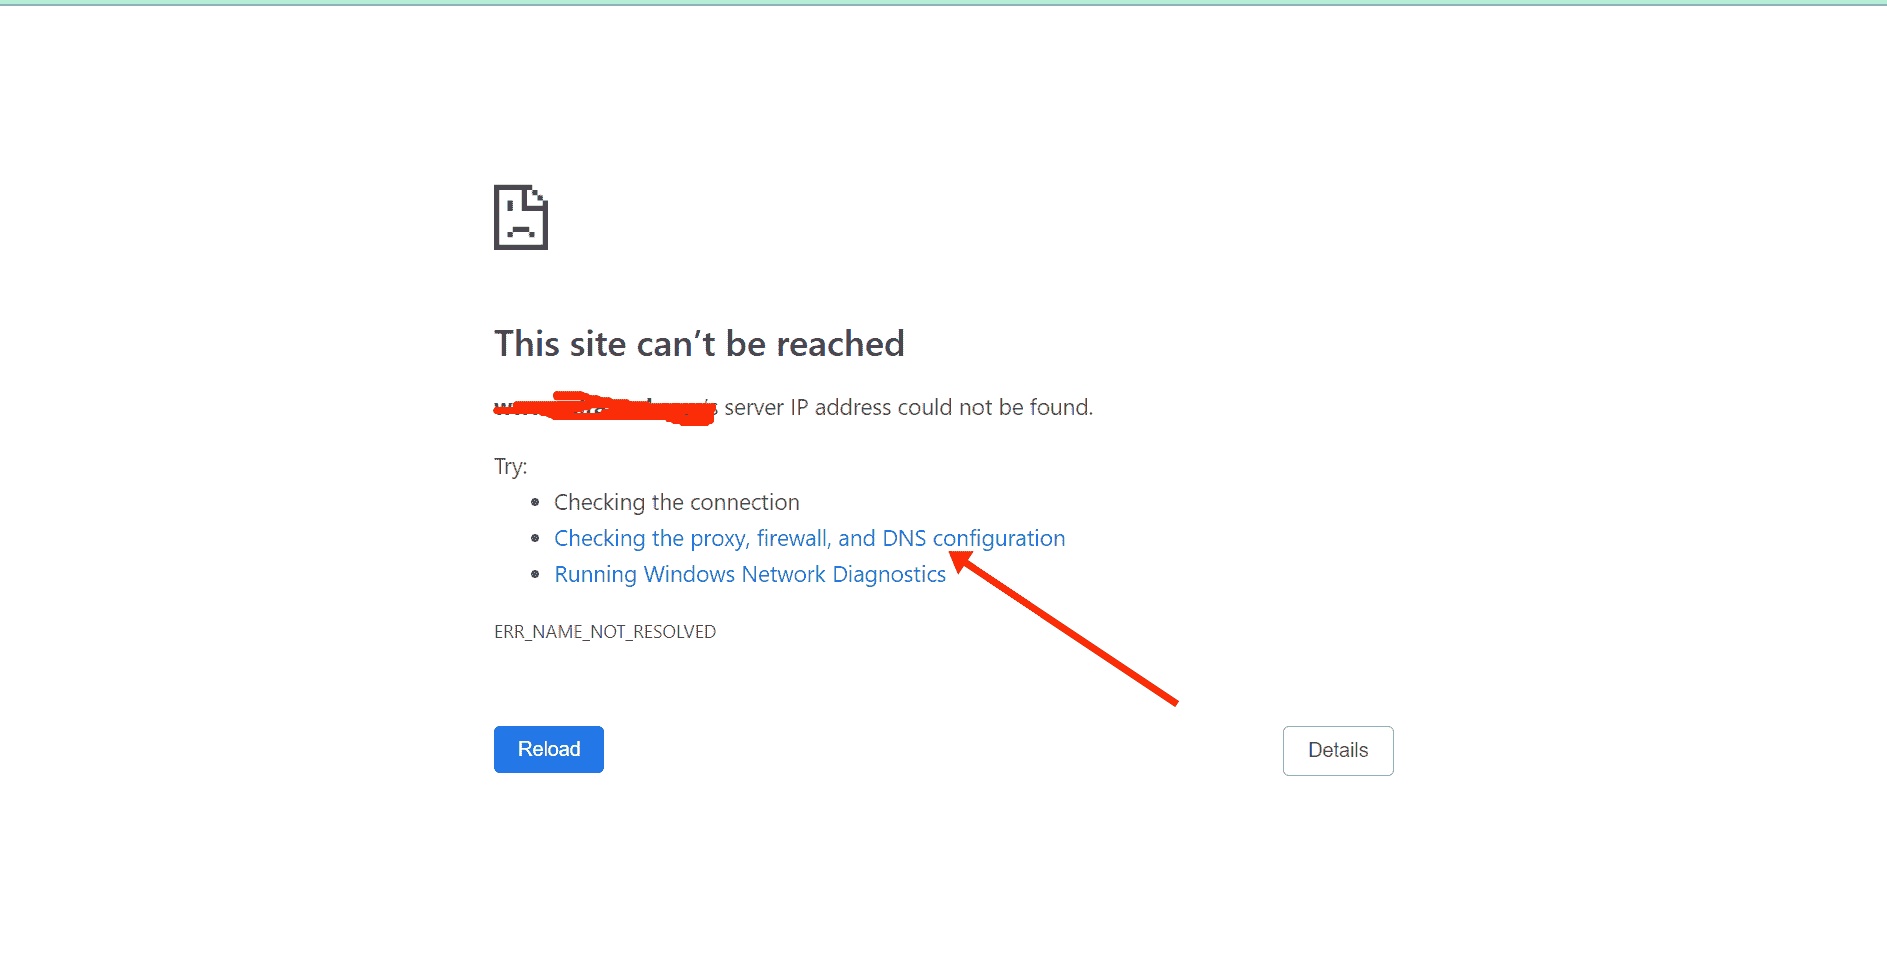 This site can’t be reached
server IP address could not be found.
Try:
Checking the connection
Checking the proxy, firewall, and DNS configuration
Running Windows Network Diagnostics
ERR_NAME_NOT_RESOLVED
Reload
Details